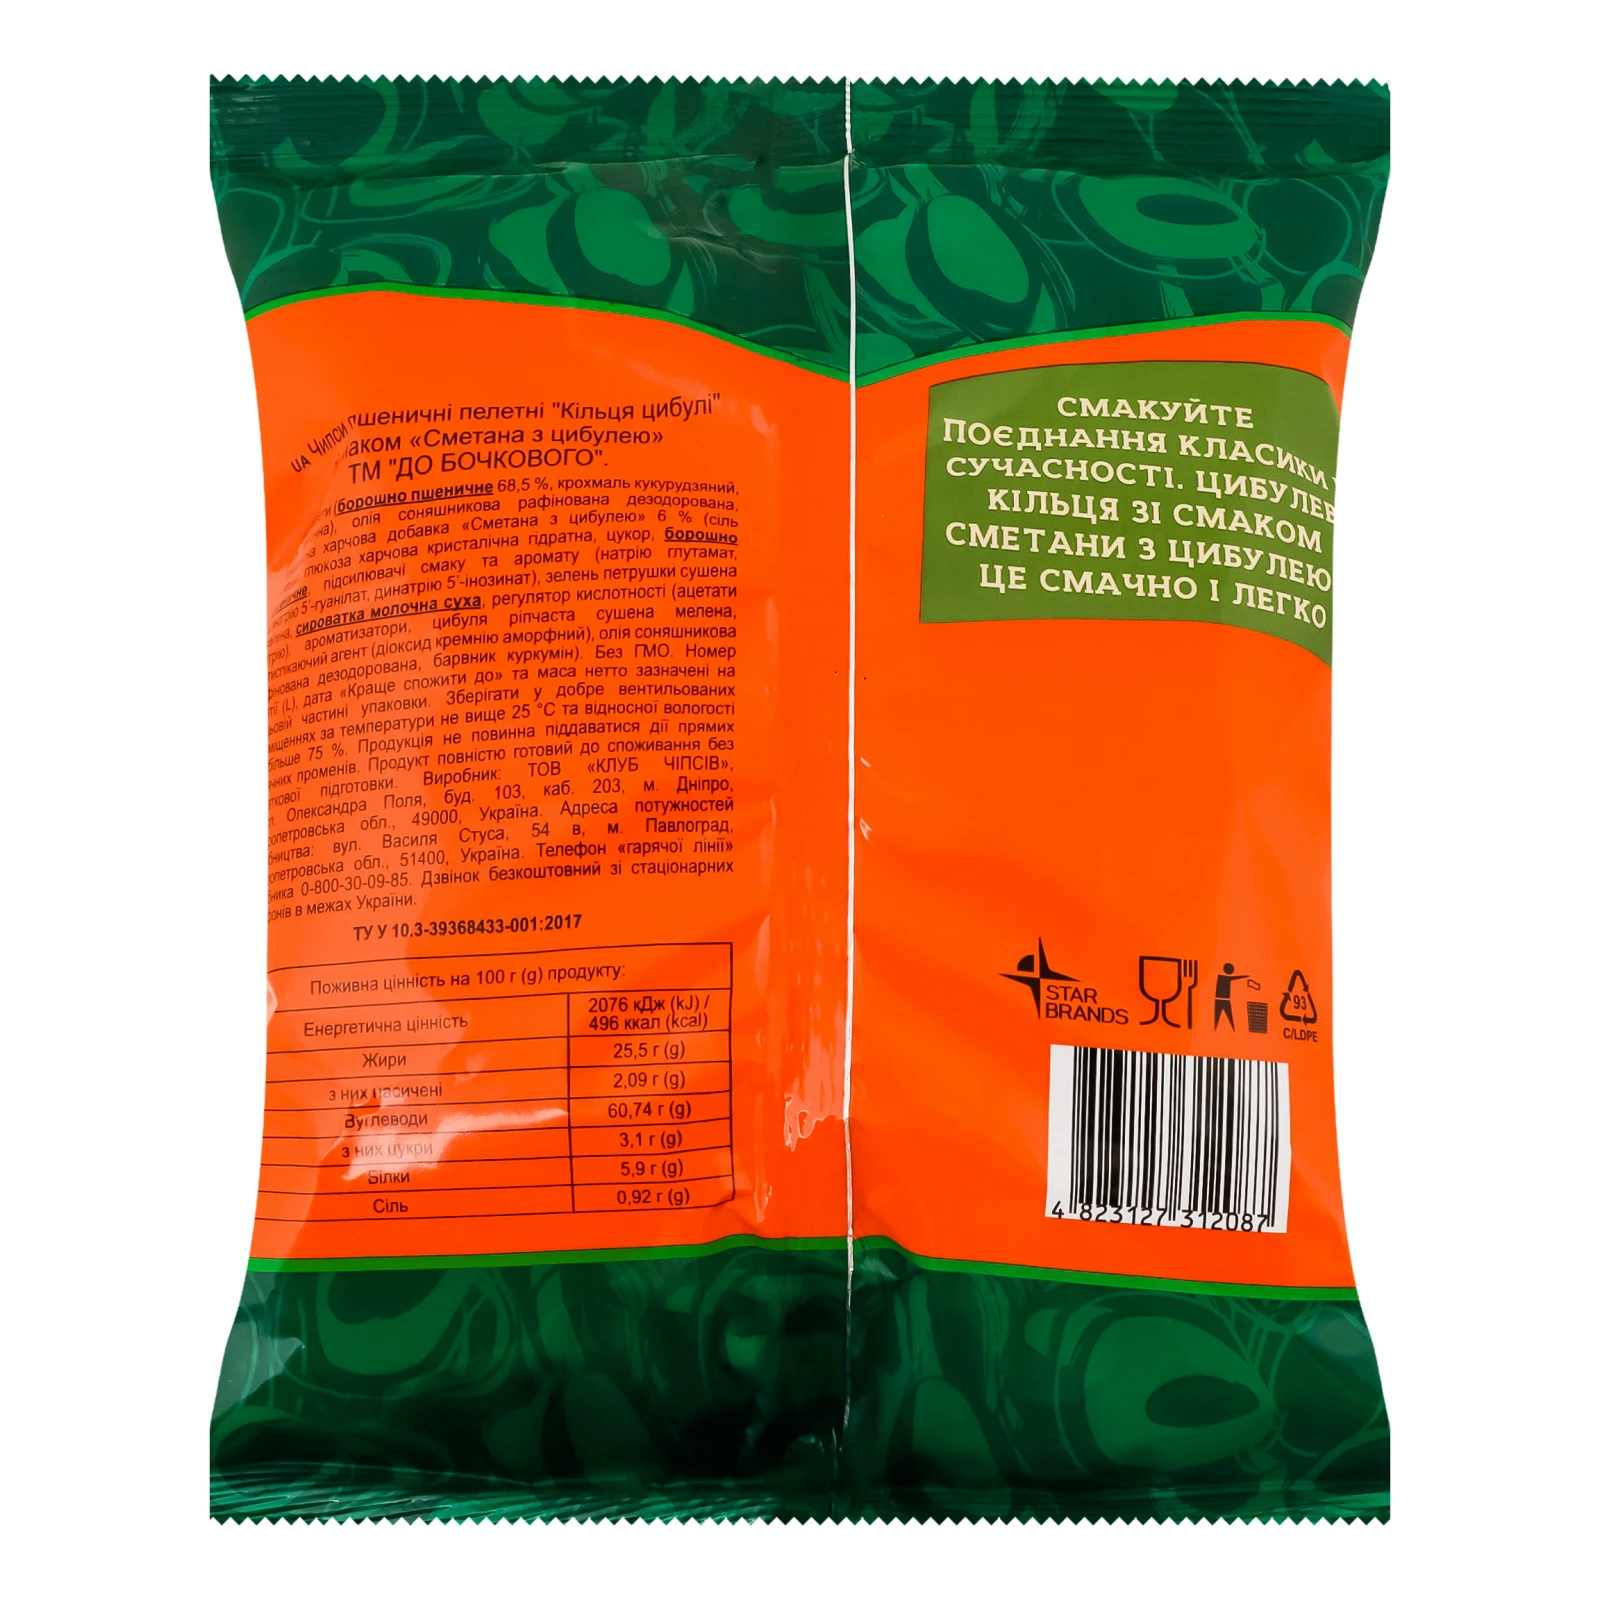 UA Чипси пшеничні пелетні "Кільця цибулі"
«Сметана з цибулею»
ТМ "ДО БОЧКОВОГО".
(борошно пшеничне 68,5 %, крохмаль кукурудзяний,
олія соняшникова рафінована дезодорована,
харчова добавка «Сметана з цибулею» 6 % (сіль
глюкоза харчова кристалічна гідратна, цукор, борошно
підсилювачі смаку та аромату (натрію глутамат,
5'-гуанілат, динатрію 5'-інозинат), зелень петрушки сушена
сироватка молочна суха, регулятор кислотності (ацетати
ароматизатори, цибуля ріпчаста сушена мелена,
агент (діоксид кремнію аморфний), олія соняшникова
дезодорована, барвник куркумін). Без ГМО. Номер
(L), дата «Краще спожити до» та маса нетто зазначені на
частині упаковки. Зберігати у добре вентильованих
за температури не вище 25 °С та відносної вологості
75 %. Продукція не повинна піддаватися дії прямих
променів. Продукт повністю готовий до споживання без
підготовки. Виробник: ТОВ «КЛУБ ЧІПСІВ»,
Олександра Поля, буд. 103, каб. 203, м. Дніпро,
обл., 49000, Україна. Адреса потужностей
вул. Василя Стуса, 54 в, м. Павлоград,
обл., 51400, Україна. Телефон «гарячої лінії»
0-800-30-09-85. Дзвінок безкоштовний зі стаціонарних
в межах України.
ТУ У 10.3-39368433-001:2017
Поживна цінність на 100 г (g) продукту:
Енергетична цінність 2076 кДж (kJ) /
496 ккал (kcal)
Жири 25,5 г (g)
з них насичені 2,09 г (g)
Вуглеводи 60,74 г (g)
з них цукри 3,1 г (g)
Білки 5,9 г (g)
Сіль 0,92 г (g)
СМАКУЙТЕ
ПОЄДНАННЯ КЛАСИКИ
СУЧАСНОСТІ. ЦИБУЛЕВ
КІЛЬЦЯ ЗІ СМАКОМ
СМЕТАНИ З ЦИБУЛЕЮ
ЦЕ СМАЧНО І ЛЕГКО
STAR
BRANDS
93
C/LDPE
4 823127 312087